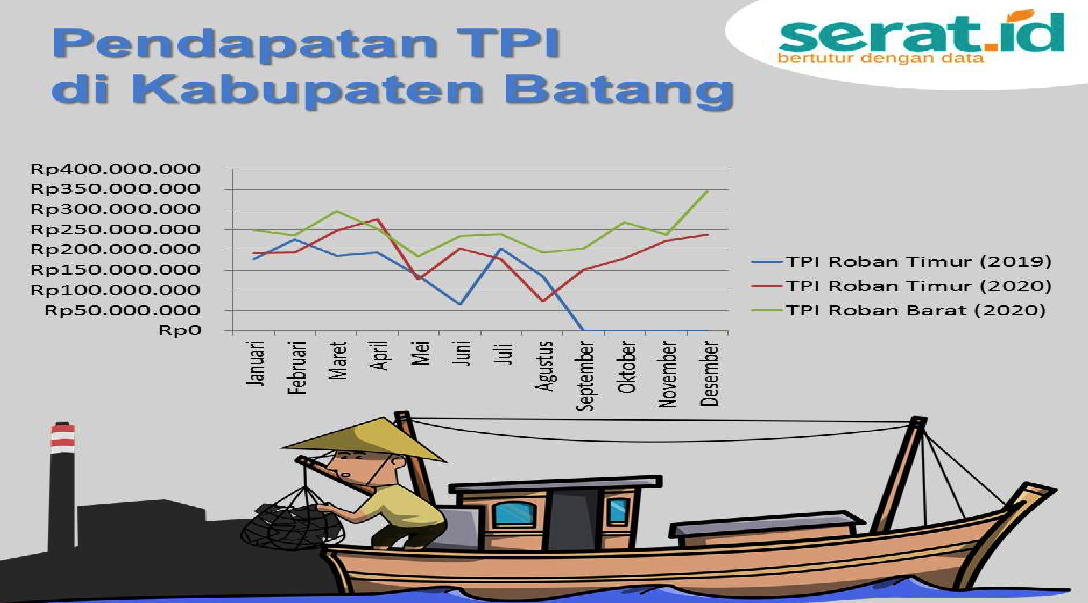 Pendapatan TPI
di Kabupaten Batang
serat.id
bertutur dengan data
Rp400.000.000
Rp350.000.000
Rp300.000.000
Rp250.000.000
Rp200.000.000
Rp150.000.000
Rp100.000.000
Rp50.000.000
Rp0
Januari
Februari
Maret
April
Mei
Juni
Juli
Agustus
September
Oktober
November
Desember
TPI Roban Timur (2019)
TPI Roban Timur (2020)
TPI Roban Barat (2020)